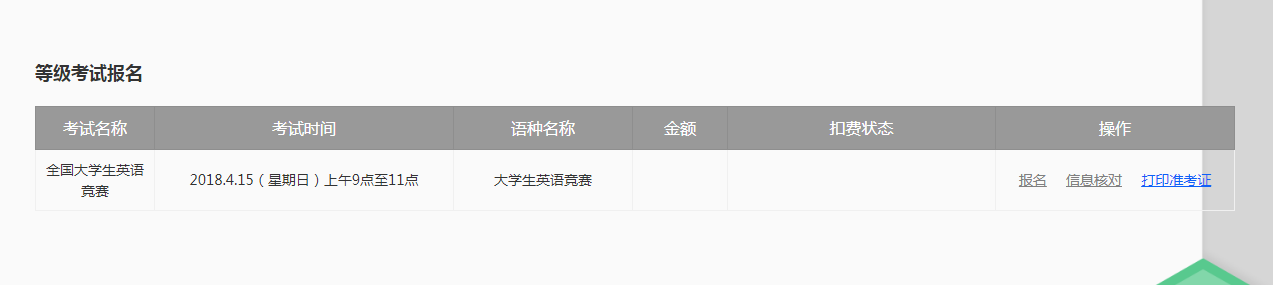 等级考试报名
考试名称 考试时间 语种名称 金额 扣费状态 操作
全国大学生英语
竟赛
2018.4.15（星期日）上午9点至11点 大学生英语竟赛 报名 信息核对 打印准考证